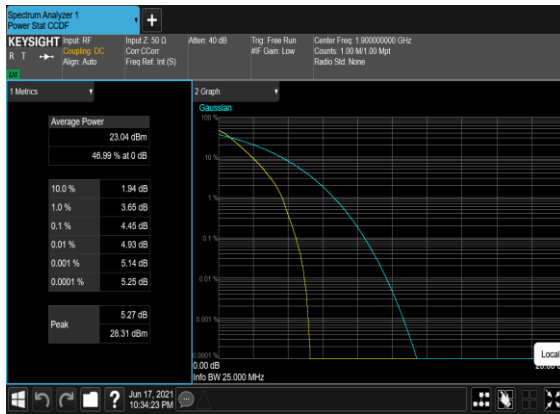 Spectrum Analyzer 1
Power Stat CCDF
KEYSIGHT
R T
Input: RF
Coupling: DC
Align: Auto
Input Z: 50 Ω
Corr CCorr
Freq Ref: Int (S)
Atten: 40 dB
Trig: Free Run
#IF Gain: Low
Center Freq: 1.900000000 GHz
Counts: 1.00 M/1.00 Mpt
Radio Std: None
1 Metrics
Average Power
23.04 dBm
46.99 % at 0 dB
10.0 % 1.94 dB
1.0 % 3.65 dB
0.1 % 4.45 dB
0.01 % 4.93 dB
0.001 % 5.14 dB
0.0001 % 5.25 dB
Peak 5.27 dB
28.31 dBm
2 Graph
Gaussian
100 %
10 %
1 %
0.1 %
0.01 %
0.001 %
0.0001 %
0.00 dB
Info BW 25.000 MHz
Local
Jun 17, 2021
10:34:23 PM